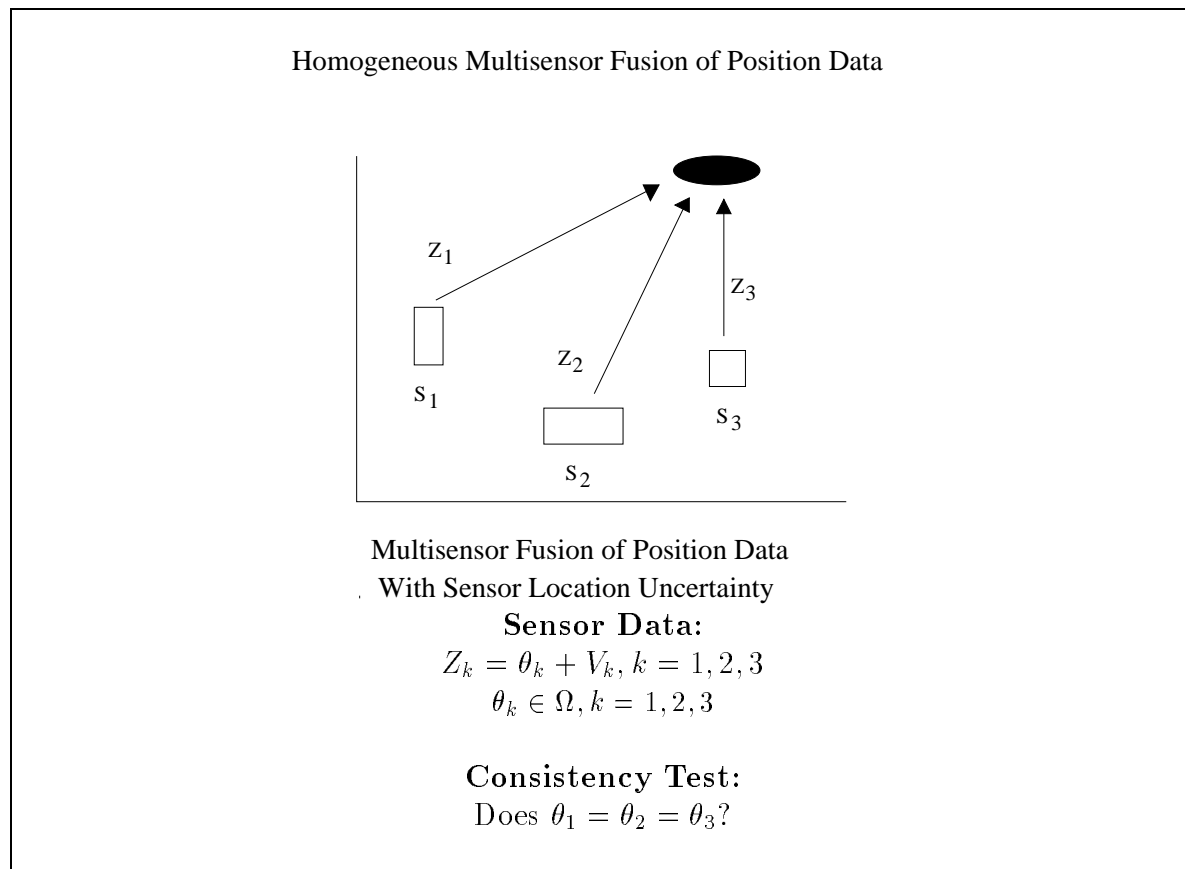 Homogeneous Multisensor Fusion of Position Data
z₁
z₃
z₂
s₁
s₃
s₂
Multisensor Fusion of Position Data
With Sensor Location Uncertainty
Sensor Data:
Zₖ = θₖ + Vₖ, k = 1, 2, 3
θₖ ∈ Ω, k = 1, 2, 3
Consistency Test:
Does θ₁ = θ₂ = θ₃?